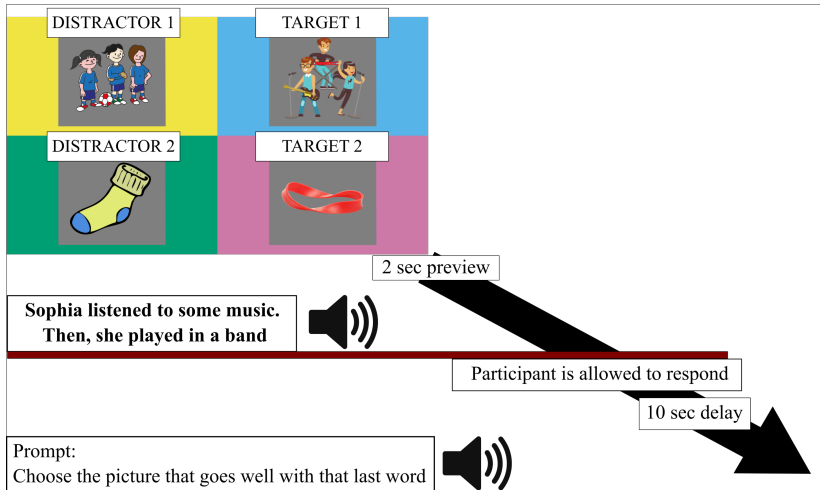 DISTRACTOR 1
TARGET 1
DISTRACTOR 2
TARGET 2
2 sec preview
Sophia listened to some music.
Then, she played in a band
Participant is allowed to respond
10 sec delay
Prompt:
Choose the picture that goes well with that last word